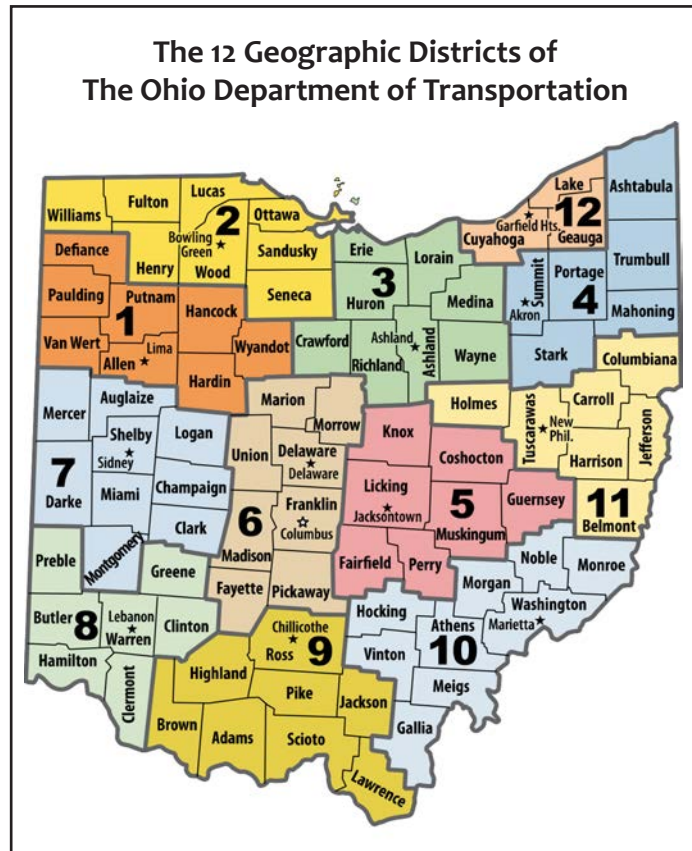 The 12 Geographic Districts of
The Ohio Department of Transportation
Williams
Fulton
Lucas
2
Ottawa
Bowling
Green
Henry
Wood
Sandusky
Seneca
Defiance
Paulding
Putnam
1
Hancock
Van Wert
Allen
Lima
Wyandot
Hardin
Erie
Lorain
3
Huron
Medina
Crawford
Ashland
Richland
Ashland
Wayne
Lake
12
Garfield Hts.
Cuyahoga
Geauga
Ashtabula
Summit
Portage
4
Akron
Trumbull
Mahoning
Stark
Columbiana
Holmes
Tuscarawas
New
Phil.
Carroll
Harrison
Jefferson
11
Belmont
Mercer
Auglaize
Shelby
Sidney
Logan
7
Darke
Miami
Champaign
Clark
Montgomery
Marion
Morrow
Union
Delaware
Delaware
Franklin
Columbus
6
Madison
Fayette
Pickaway
Knox
Coshocton
Licking
Jacksontown
5
Muskingum
Guernsey
Fairfield
Perry
Preble
Greene
Butler
8
Lebanon
Warren
Clinton
Hamilton
Clermont
Chillicothe
Ross
9
Highland
Pike
Jackson
Brown
Adams
Scioto
Lawrence
Noble
Monroe
Morgan
Washington
Marietta
Hocking
Athens
10
Vinton
Meigs
Gallia